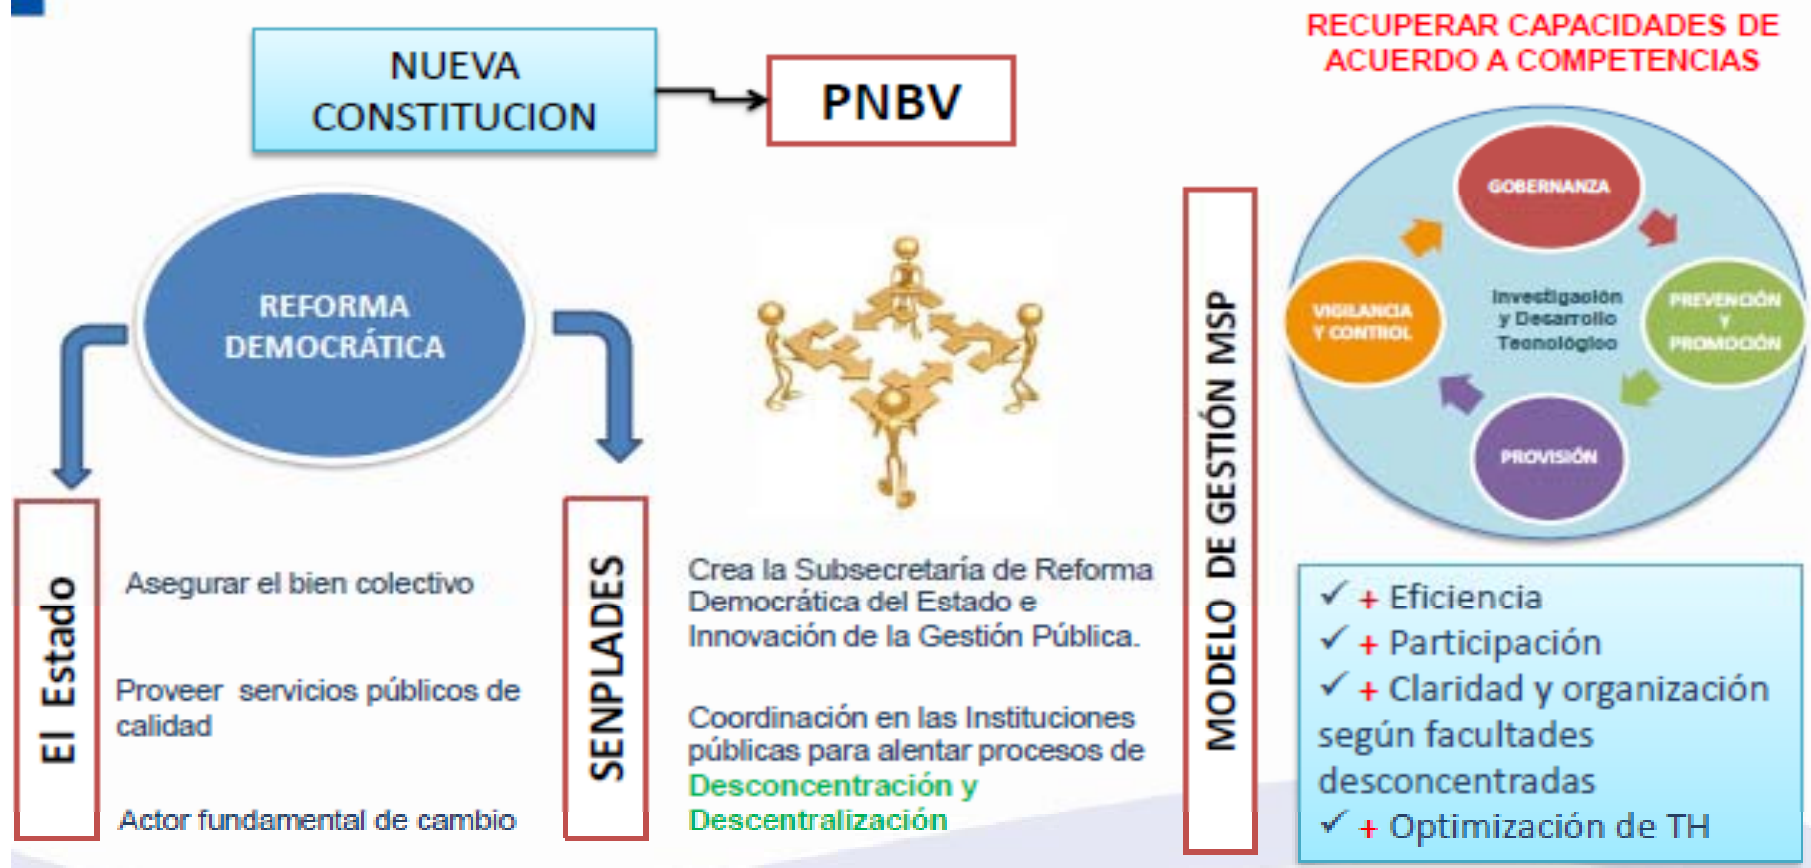 NUEVA
CONSTITUCION
PNBV
REFORMA
DEMOCRÁTICA
El Estado
Asegurar el bien colectivo
Proveer servicios públicos de
calidad
Actor fundamental de cambio
SENPLADES
Crea la Subsecretaría de Reforma
Democrática del Estado e
Innovación de la Gestión Pública.
Coordinación en las Instituciones
públicas para alentar procesos de
Desconcentración y
Descentralización
MODELO DE GESTIÓN MSP
RECUPERAR CAPACIDADES DE
ACUERDO A COMPETENCIAS
GOBERNANZA
PREVENCIÓN
Y
PROMOCIÓN
PROVISIÓN
VIGILANCIA
Y CONTROL
Investigación
y Desarrollo
Tecnológico
✓ + Eficiencia
✓ + Participación
✓ + Claridad y organización
según facultades
desconcentradas
✓ + Optimización de TH